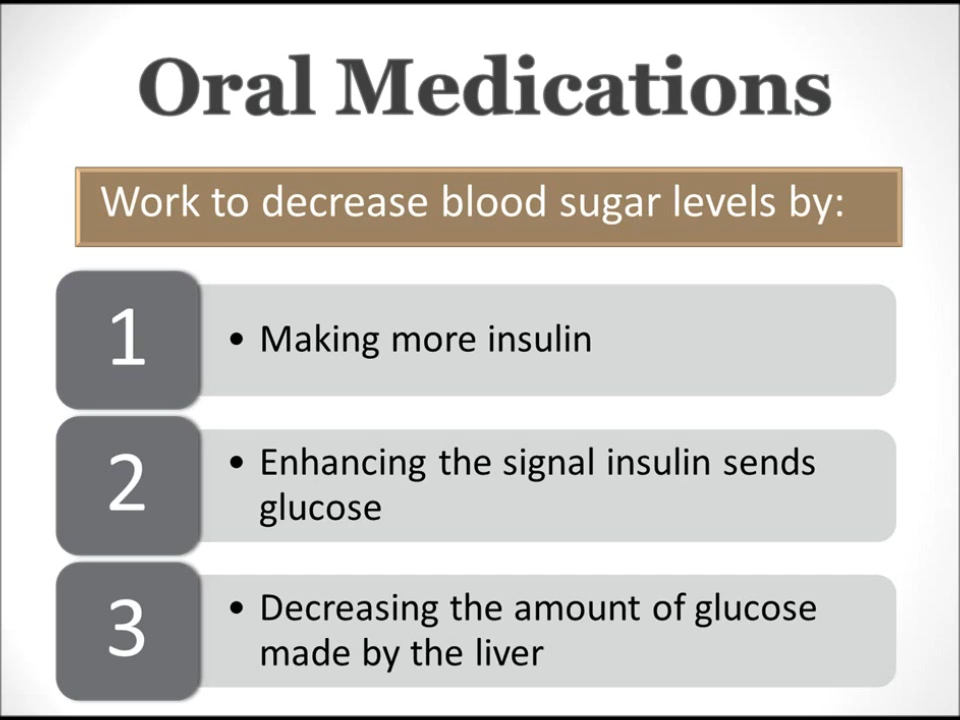 Oral Medications
Work to decrease blood sugar levels by:
1
• Making more insulin
2
• Enhancing the signal insulin sends
glucose
3
• Decreasing the amount of glucose
made by the liver